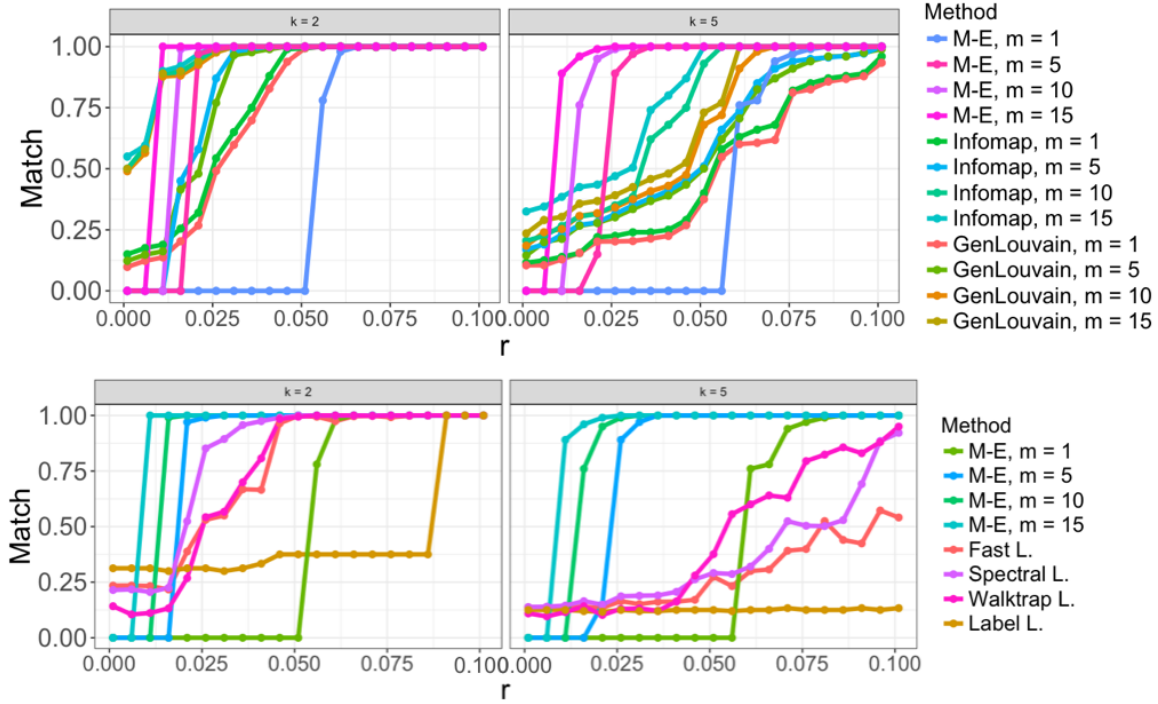 k = 2
k = 5
1.00
0.75
0.50
0.25
0.00
Match
0.000 0.025 0.050 0.075 0.100 0.000 0.025 0.050 0.075 0.100
r
Method
M-E, m = 1
M-E, m = 5
M-E, m = 10
M-E, m = 15
Infomap, m = 1
Infomap, m = 5
Infomap, m = 10
Infomap, m = 15
GenLouvain, m = 1
GenLouvain, m = 5
GenLouvain, m = 10
GenLouvain, m = 15
k = 2
k = 5
1.00
0.75
0.50
0.25
0.00
Match
0.000 0.025 0.050 0.075 0.100 0.000 0.025 0.050 0.075 0.100
r
Method
M-E, m = 1
M-E, m = 5
M-E, m = 10
M-E, m = 15
Fast L.
Spectral L.
Walktrap L.
Label L.